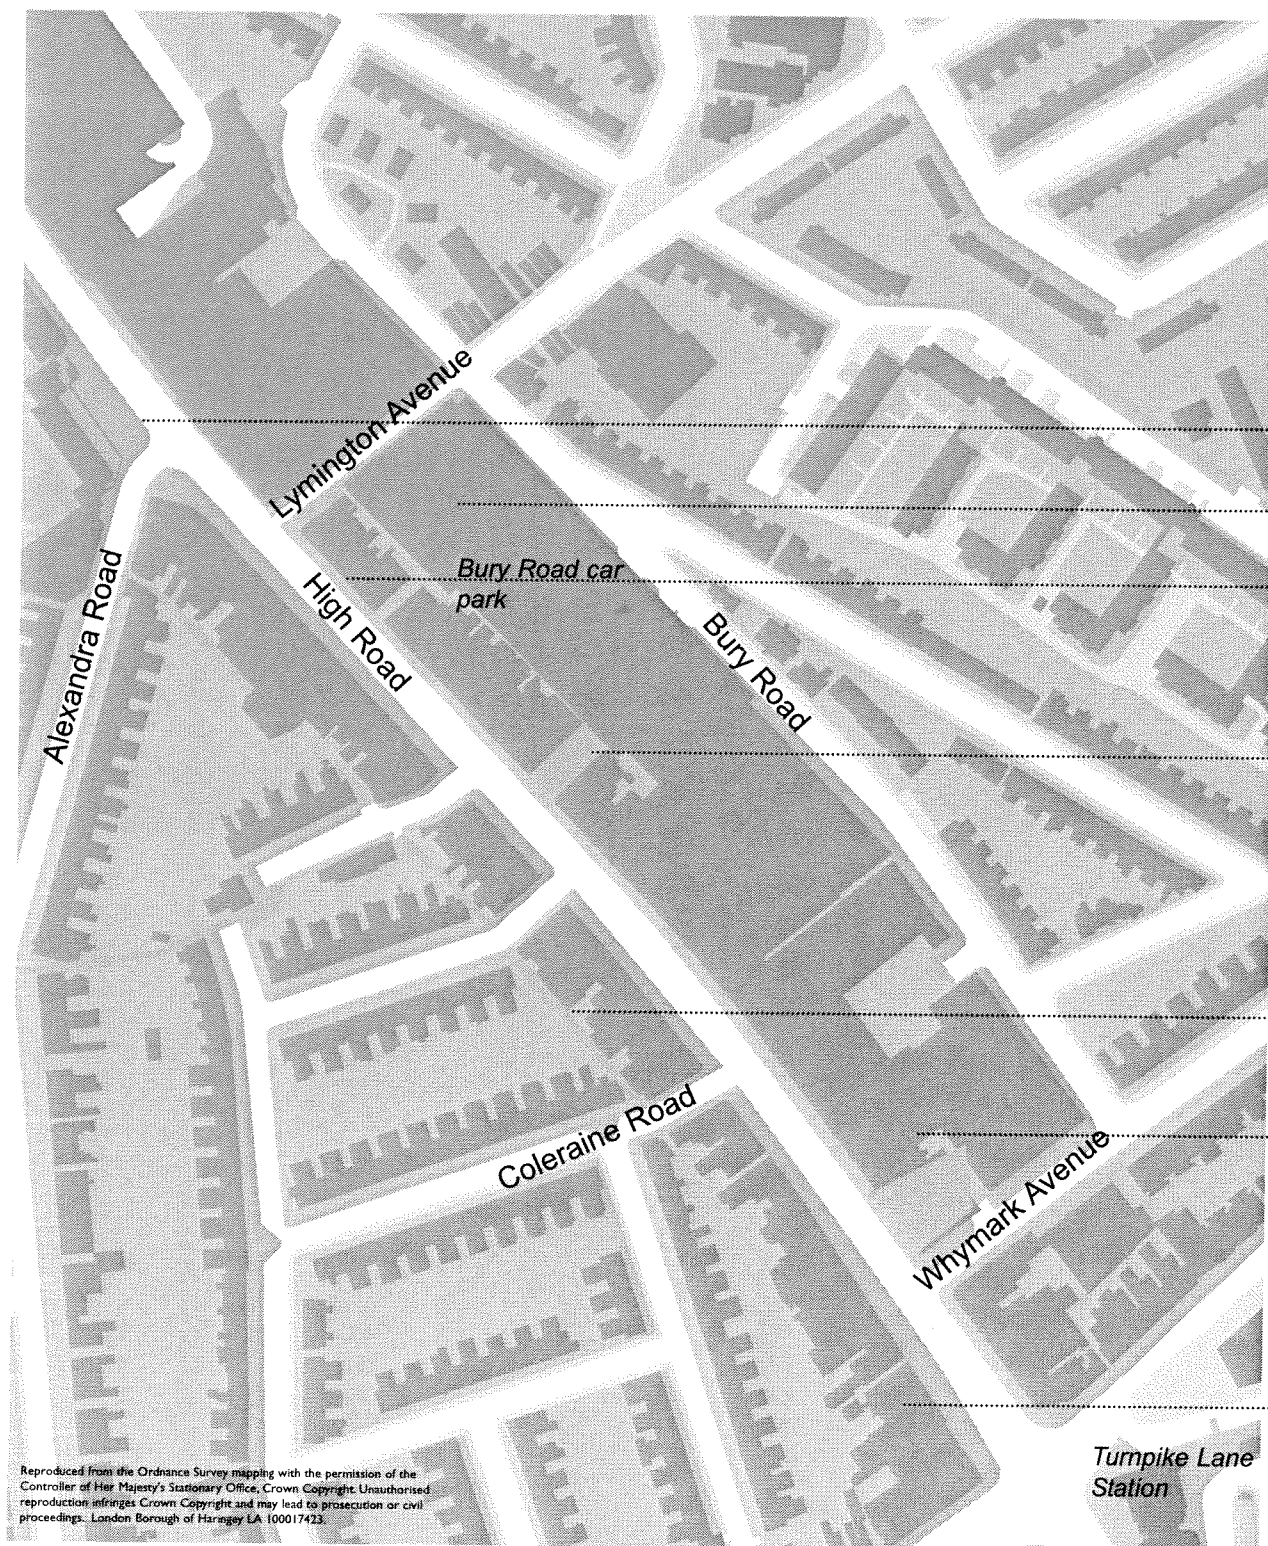 Lymington Avenue
Bury Road car
park
Alexandra Road
High Road
Bury Road
Coleraine Road
Whymark Avenue
Turnpike Lane
Station
Reproduced from the Ordnance Survey mapping with the permission of the
Controller of Her Majesty's Stationary Office, Crown Copyright. Unauthorised
reproduction infringes Crown Copyright and may lead to prosecution or civil
proceedings. London Borough of Haringey LA 100017423.